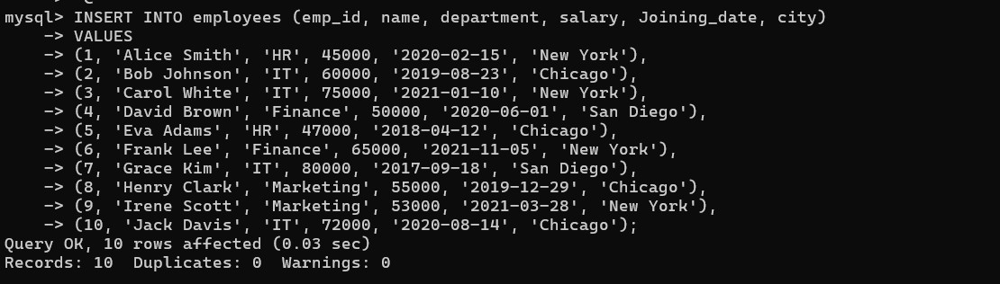 mysql> INSERT INTO employees (emp_id, name, department, salary, Joining_date, city)
    -> VALUES
    -> (1, 'Alice Smith', 'HR', 45000, '2020-02-15', 'New York'),
    -> (2, 'Bob Johnson', 'IT', 60000, '2019-08-23', 'Chicago'),
    -> (3, 'Carol White', 'IT', 75000, '2021-01-10', 'New York'),
    -> (4, 'David Brown', 'Finance', 50000, '2020-06-01', 'San Diego'),
    -> (5, 'Eva Adams', 'HR', 47000, '2018-04-12', 'Chicago'),
    -> (6, 'Frank Lee', 'Finance', 65000, '2021-11-05', 'New York'),
    -> (7, 'Grace Kim', 'IT', 80000, '2017-09-18', 'San Diego'),
    -> (8, 'Henry Clark', 'Marketing', 55000, '2019-12-29', 'Chicago'),
    -> (9, 'Irene Scott', 'Marketing', 53000, '2021-03-28', 'New York'),
    -> (10, 'Jack Davis', 'IT', 72000, '2020-08-14', 'Chicago');
Query OK, 10 rows affected (0.03 sec)
Records: 10  Duplicates: 0  Warnings: 0